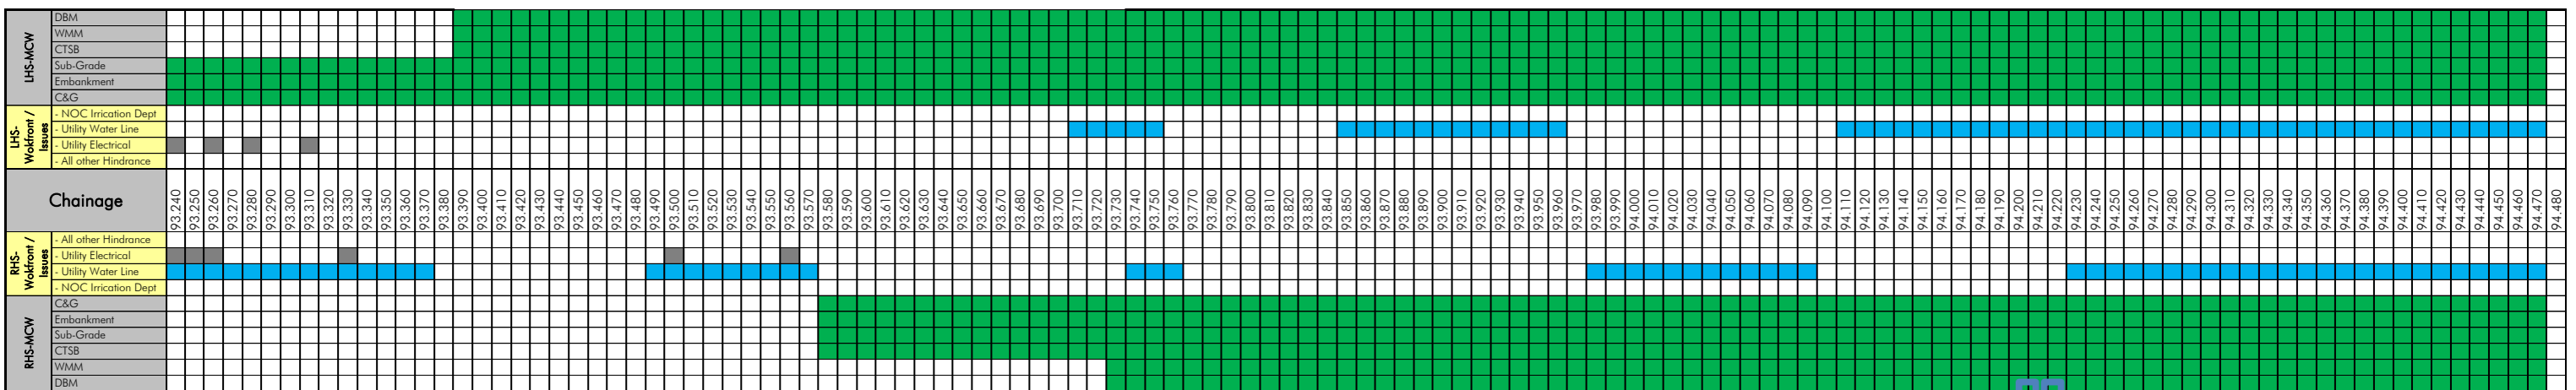 LHS-MCW
DBM
WMM
CTSB
Sub-Grade
Embankment
C&G
LHS-
Wokfront /
Issues
- NOC Irrication Dept
- Utility Water Line
- Utility Electrical
- All other Hindrance
Chainage
93.240 93.250 93.260 93.270 93.280 93.290 93.300 93.310 93.320 93.330 93.340 93.350 93.360 93.370 93.380 93.390 93.400 93.410 93.420 93.430 93.440 93.450 93.460 93.470 93.480 93.490 93.500 93.510 93.520 93.530 93.540 93.550 93.560 93.570 93.580 93.590 93.600 93.610 93.620 93.630 93.640 93.650 93.660 93.670 93.680 93.690 93.700 93.710 93.720 93.730 93.740 93.750 93.760 93.770 93.780 93.790 93.800 93.810 93.820 93.830 93.840 93.850 93.860 93.870 93.880 93.890 93.900 93.910 93.920 93.930 93.940 93.950 93.960 93.970 93.980 93.990 94.000 94.010 94.020 94.030 94.040 94.050 94.060 94.070 94.080 94.090 94.100 94.110 94.120 94.130 94.140 94.150 94.160 94.170 94.180 94.190 94.200 94.210 94.220 94.230 94.240 94.250 94.260 94.270 94.280 94.290 94.300 94.310 94.320 94.330 94.340 94.350 94.360 94.370 94.380 94.390 94.400 94.410 94.420 94.430 94.440 94.450 94.460 94.470 94.480
RHS-
Wokfront /
Issues
- All other Hindrance
- Utility Electrical
- Utility Water Line
- NOC Irrication Dept
RHS-MCW
C&G
Embankment
Sub-Grade
CTSB
WMM
DBM